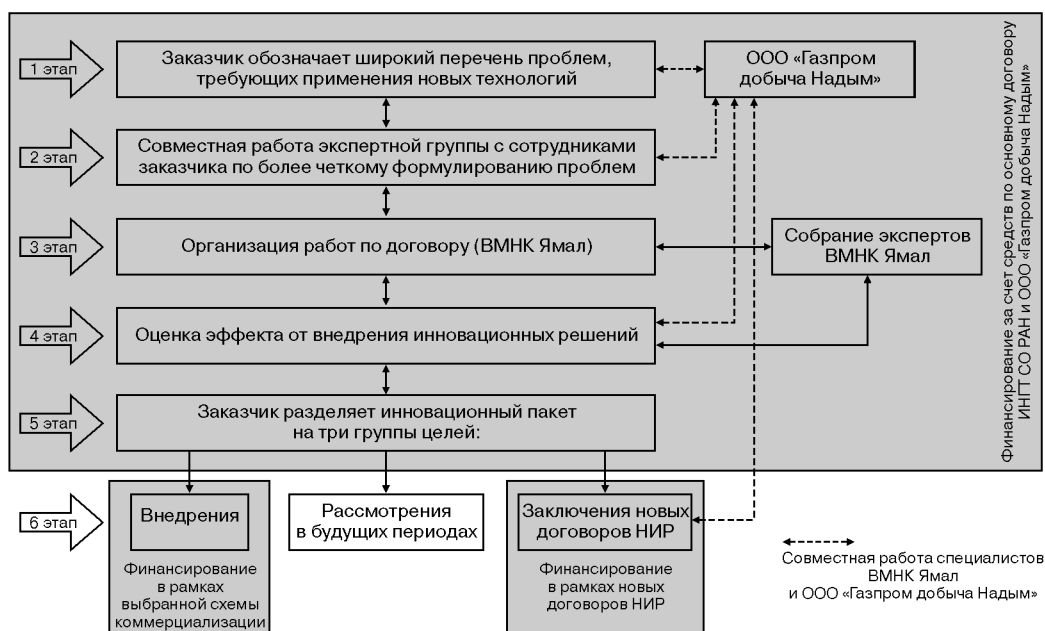 1 этап
Заказчик обозначает широкий перечень проблем,
требующих применения новых технологий
ООО «Газпром
добыча Надым»
2 этап
Совместная работа экспертной группы с сотрудниками
заказчика по более четкому формулированию проблем
3 этап
Организация работ по договору (ВМНК Ямал)
Собрание экспертов
ВМНК Ямал
4 этап
Оценка эффекта от внедрения инновационных решений
5 этап
Заказчик разделяет инновационный пакет
на три группы целей:
Финансирование за счет средств по основному договору
ИНГГ СО РАН и ООО «Газпром добыча Надым»
6 этап
Внедрения
Финансирование
в рамках
выбранной схемы
коммерциализации
Рассмотрения
в будущих периодах
Заключения новых
договоров НИР
Финансирование
в рамках новых
договоров НИР
Совместная работа специалистов
ВМНК Ямал
и ООО «Газпром добыча Надым»